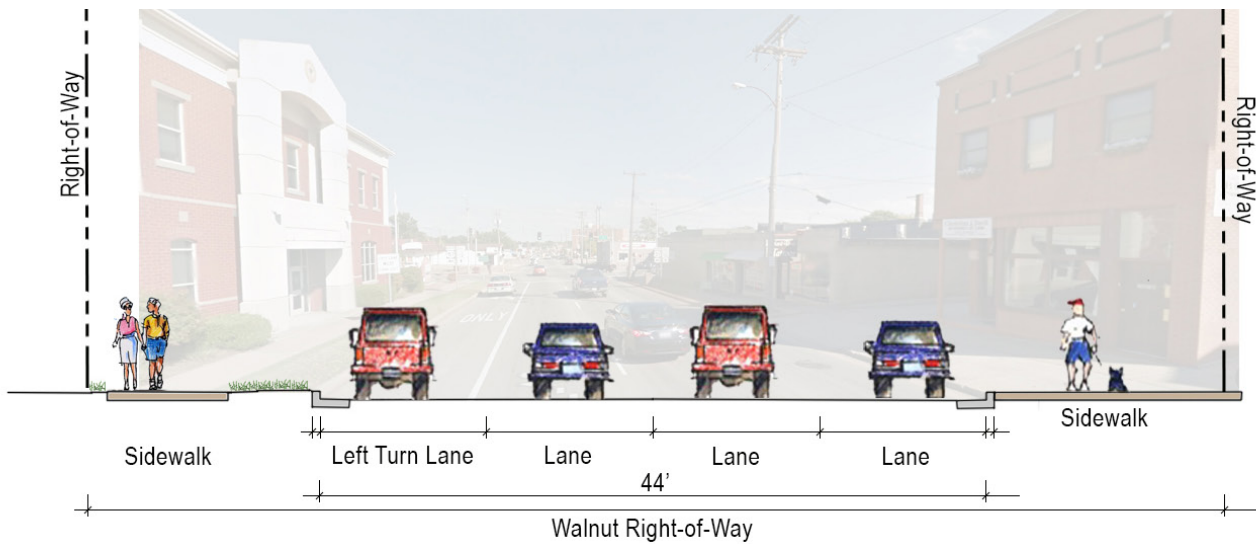 Right-of-Way
Right-of-Way
ONLY
Sidewalk
Left Turn Lane
Lane
Lane
Lane
Sidewalk
44’
Walnut Right-of-Way